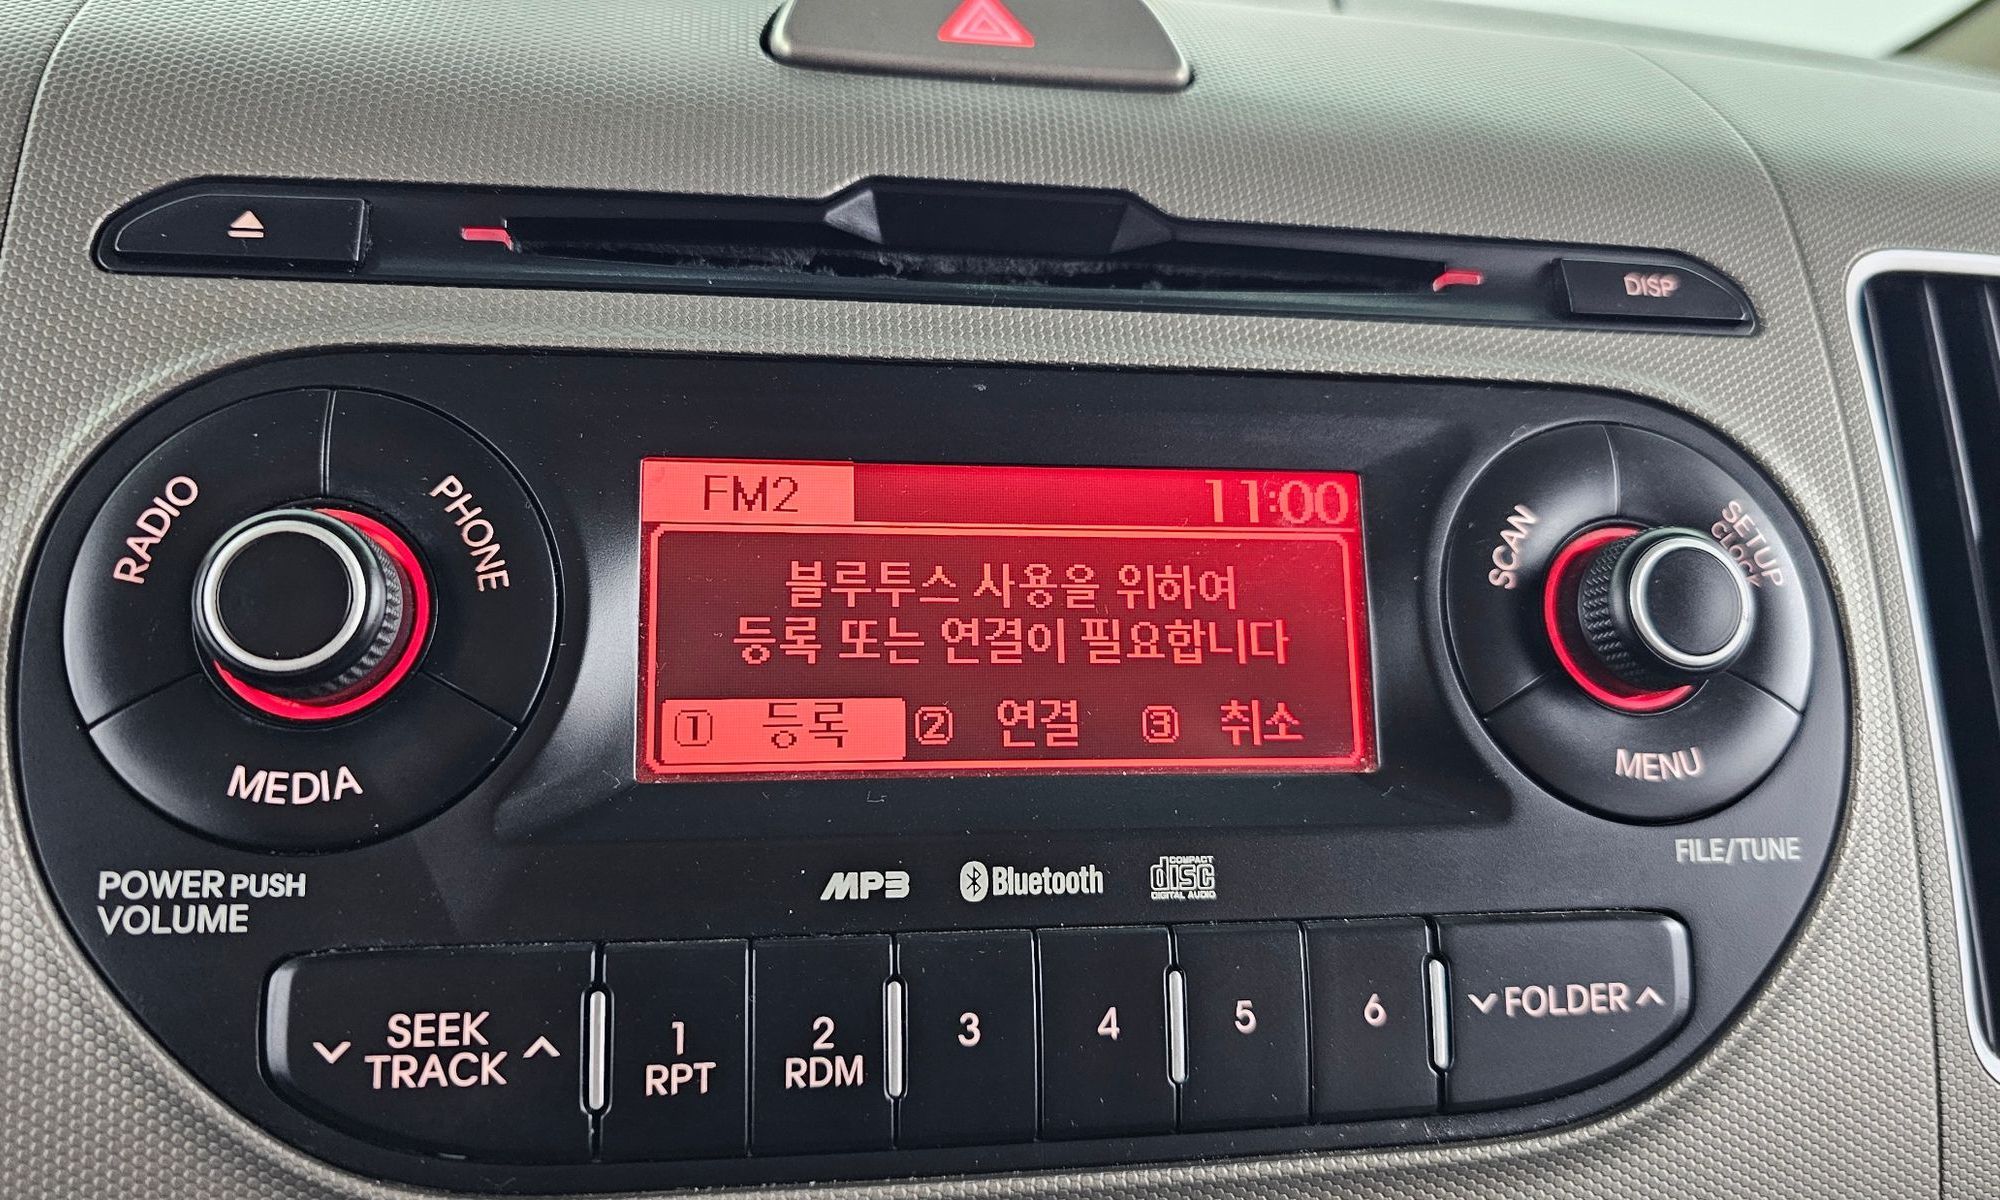 DISP
RADIO
PHONE
MEDIA
POWER PUSH
VOLUME
FM2 11:00
블루투스 사용을 위하여
등록 또는 연결이 필요합니다
① 등록 ② 연결 ③ 취소
SCAN
SETUP
CLOCK
MENU
FILE/TUNE
MP3 Bluetooth COMPACT disc DIGITAL AUDIO
SEEK
TRACK
1
RPT
2
RDM
3
4
5
6
FOLDER